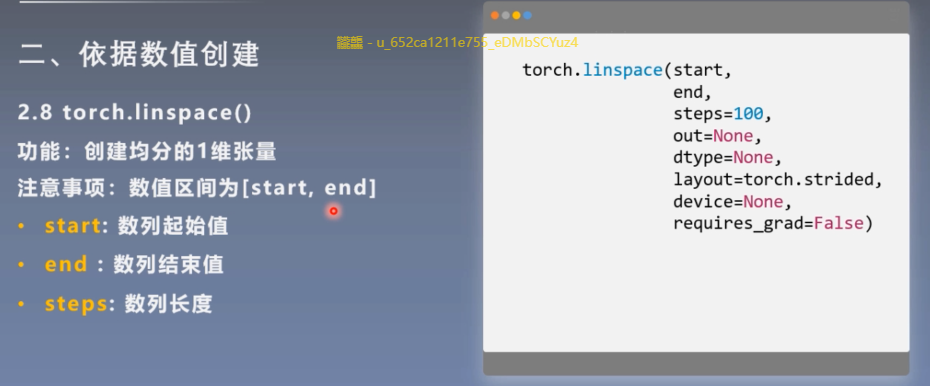 二、依据数值创建
2.8 torch.linspace()
功能：创建均分的1维张量
注意事项：数值区间为[start, end]
• start: 数列起始值
• end : 数列结束值
• steps: 数列长度
- u_652ca1211e755_eDMbSCYuz4
torch.linspace(start,
end,
steps=100,
out=None,
dtype=None,
layout=torch.strided,
device=None,
requires_grad=False)